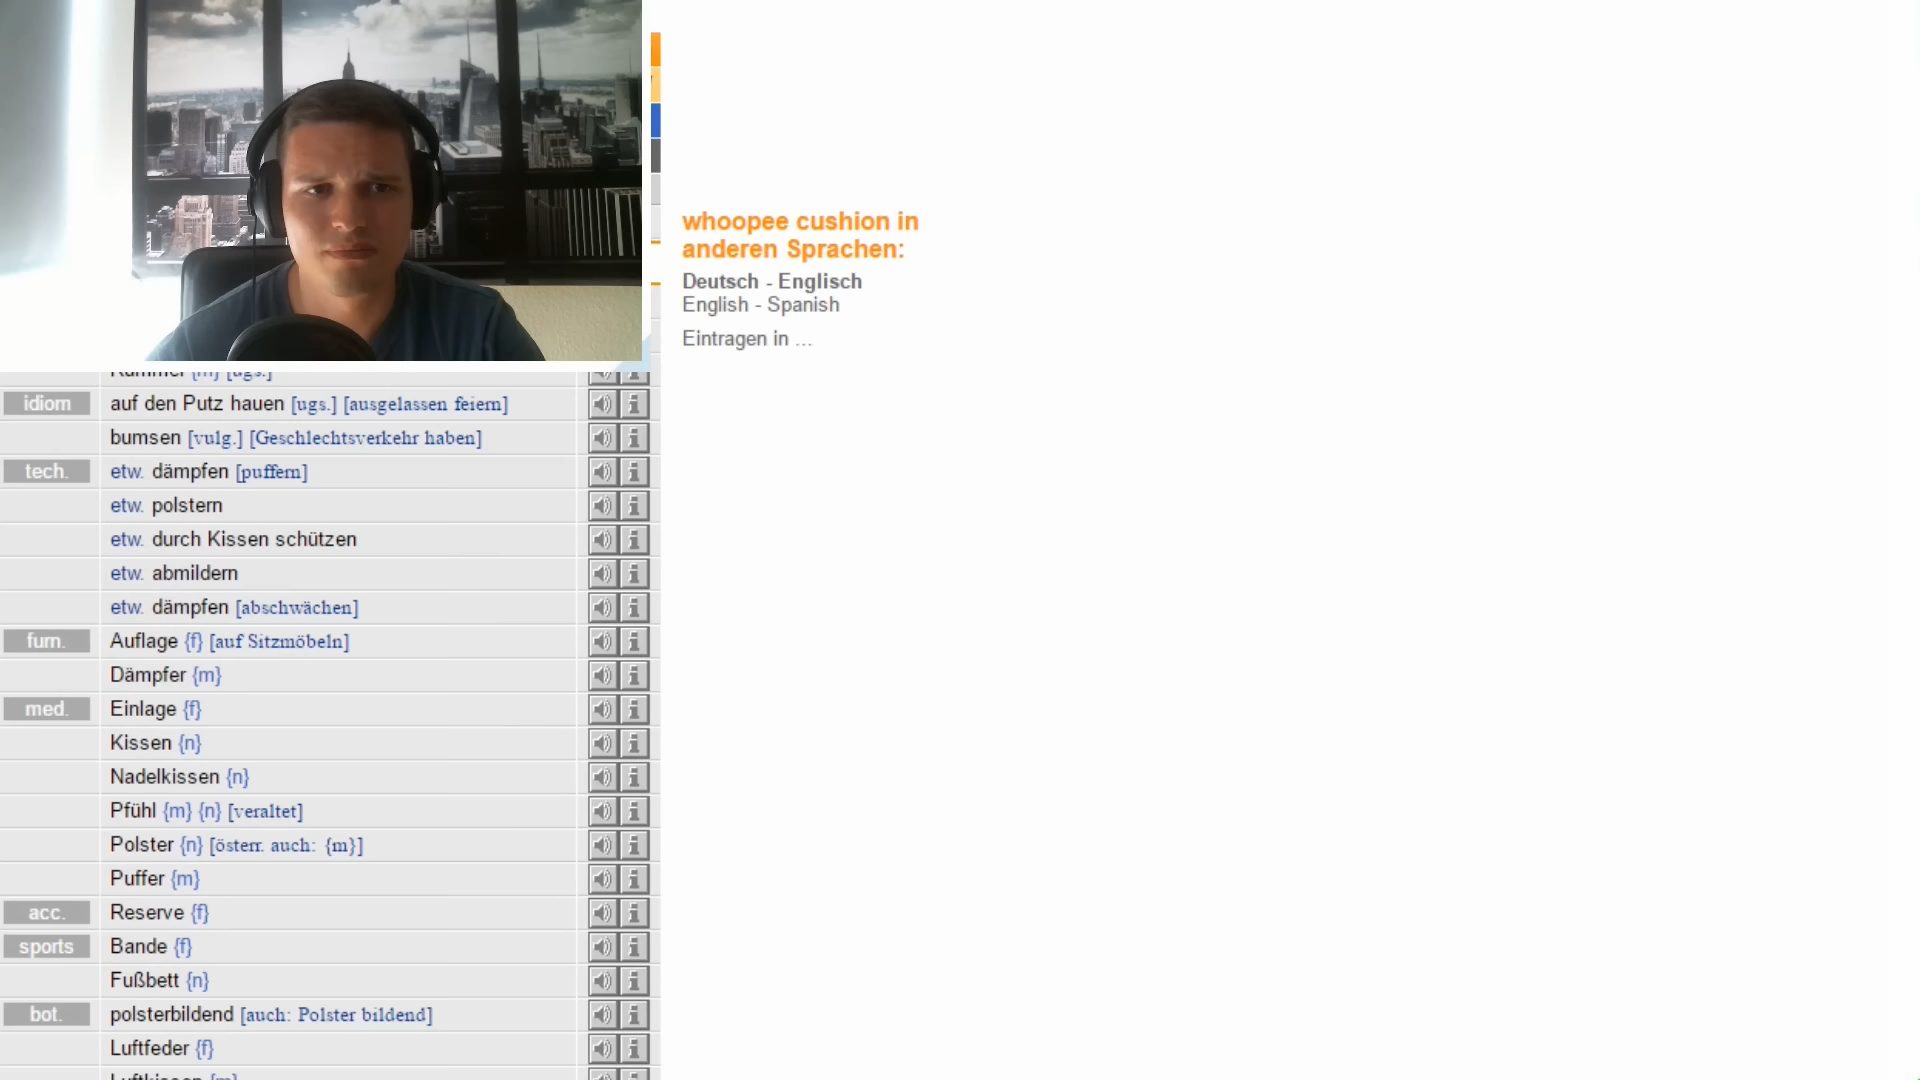 whoopee cushion in
anderen Sprachen:
Deutsch - Englisch
English - Spanish
Eintragen in ...
idiom auf den Putz hauen [ugs.] [ausgelassen feiern]
bumsen [vulg.] [Geschlechtsverkehr haben]
tech. etw. dämpfen [puffern]
etw. polstern
etw. durch Kissen schützen
etw. abmildern
etw. dämpfen [abschwächen]
furn. Auflage {f} [auf Sitzmöbeln]
Dämpfer {m}
med. Einlage {f}
Kissen {n}
Nadelkissen {n}
Pfühl {m} {n} [veraltet]
Polster {n} [österr. auch: {m}]
Puffer {m}
acc. Reserve {f}
sports Bande {f}
Fußbett {n}
bot. polsterbildend [auch: Polster bildend]
Luftfeder {f}